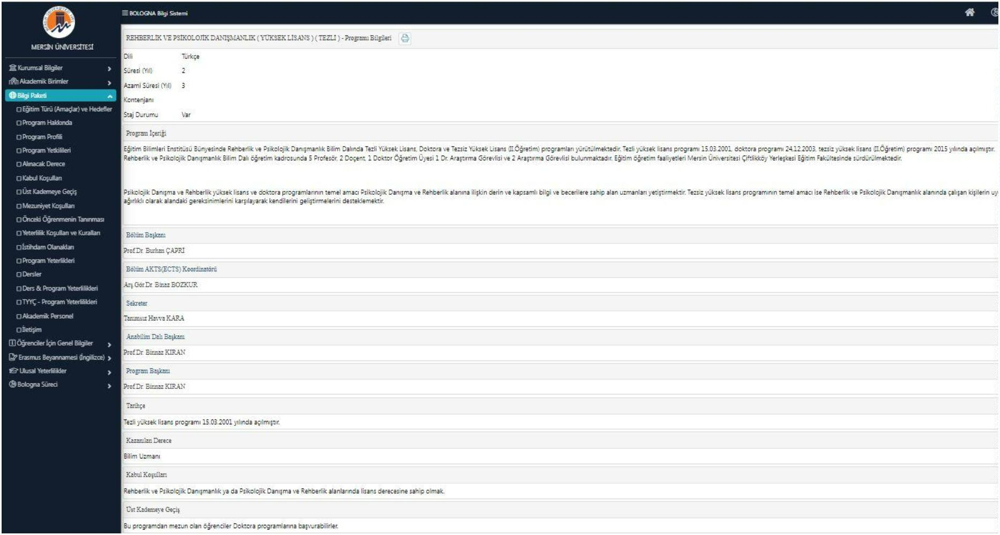 MERSİN ÜNİVERSİTESİ
Kurumsal Bilgiler
Akademik Birimler
Bilgi Paketi
Eğitim Türü (Amaçlar) ve Hedefler
Program Hakkında
Program Profili
Program Yetkilileri
Alınacak Derece
Kabul Koşulları
Üst Kademeye Geçiş
Mezuniyet Koşulları
Önceki Öğrenmenin Tanınması
Yeterlilik Koşulları ve Kuralları
İstihdam Olanakları
Program Yeterlikleri
Dersler
Ders & Program Yeterlilikleri
TYYÇ - Program Yeterlilikleri
Akademik Personel
İletişim
Öğrenciler İçin Genel Bilgiler
Erasmus Beyannamesi (İngilizce)
Ulusal Yeterlilikler
Bologna Süreci
BOLOGNA Bilgi Sistemi
REHBERLİK VE PSİKOLOJİK DANIŞMANLIK ( YÜKSEK LİSANS ) ( TEZLİ ) - Programı Bilgileri
Dili Türkçe
Süresi (Yıl) 2
Azami Süresi (Yıl) 3
Kontenjanı
Staj Durumu Var
Program İçeriği
Eğitim Bilimleri Enstitüsü Bünyesinde Rehberlik ve Psikolojik Danışmanlık Bilim Dalında Tezli Yüksek Lisans, Doktora ve Tezsiz Yüksek Lisans (II.Öğretim) programları yürütülmektedir. Tezli yüksek lisans programı 15.03.2001, doktora programı 24.12.2003, tezsiz yüksek lisans (II.Öğretim) programı 2015 yılında açılmıştır.
Rehberlik ve Psikolojik Danışmanlık Bilim Dalı öğretim kadrosunda 5 Profesör, 2 Doçent, 1 Doktor Öğretim Üyesi 1 Dr. Araştırma Görevlisi ve 2 Araştırma Görevlisi bulunmaktadır. Eğitim öğretim faaliyetleri Mersin Üniversitesi Çiftlikköy Yerleşkesi Eğitim Fakültesinde sürdürülmektedir.
Psikolojik Danışma ve Rehberlik yüksek lisans ve doktora programlarının temel amacı Psikolojik Danışma ve Rehberlik alanına ilişkin derin ve kapsamlı bilgi ve becerilere sahip alan uzmanları yetiştirmektir. Tezsiz yüksek lisans programının temel amacı ise Rehberlik ve Psikolojik Danışmanlık alanında çalışan kişilerin uy
ağırlıklı olarak alandaki gereksinimlerini karşılayarak kendilerini geliştirmelerini desteklemektir.
Bölüm Başkanı
Prof.Dr. Burhan ÇAPRİ
Bölüm AKTS(ECTS) Koordinatörü
Arş.Gör.Dr. Binaz BOZKUR
Sekreter
Tanımsız Havva KARA
Anabilim Dalı Başkanı
Prof.Dr. Binnaz KIRAN
Program Başkanı
Prof.Dr. Binnaz KIRAN
Tarihçe
Tezli yüksek lisans programı 15.03.2001 yılında açılmıştır.
Kazanılan Derece
Bilim Uzmanı
Kabul Koşulları
Rehberlik ve Psikolojik Danışmanlık ya da Psikolojik Danışma ve Rehberlik alanlarında lisans derecesine sahip olmak.
Üst Kademeye Geçiş
Bu programdan mezun olan öğrenciler Doktora programlarına başvurabilirler.